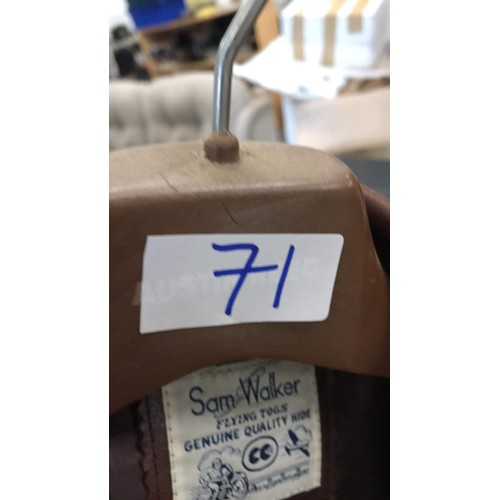 71
Sam Walker
FLYING TOGS
GENUINE QUALITY HIDE
CC